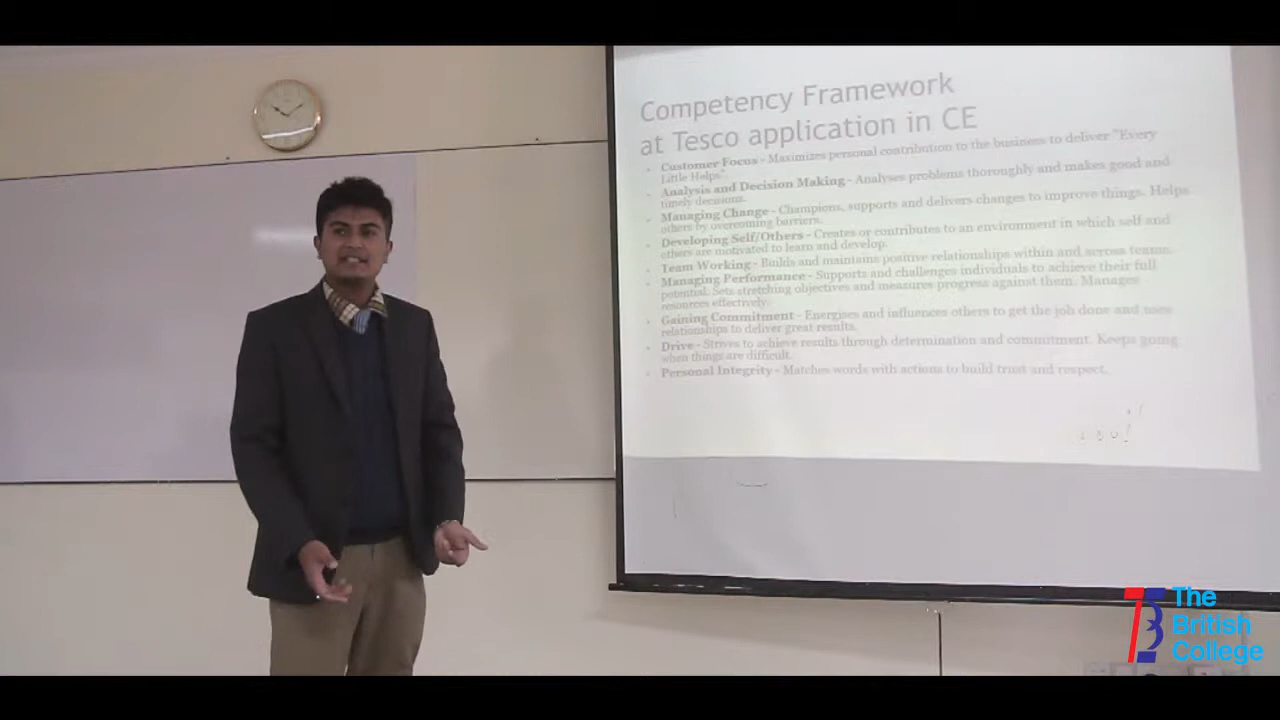 Competency Framework
at Tesco application in CE
Customer Focus - Maximizes personal contribution to the business to deliver "Every
Little Helps"
Analysis and Decision Making - Analyses problems thoroughly and makes good and
timely decisions.
Managing Change - Champions, supports and delivers changes to improve things. Helps
others by overcoming barriers.
Developing Self/Others - Creates or contributes to an environment in which self and
others are motivated to learn and develop.
Team Working - Builds and maintains positive relationships within and across teams.
Managing Performance - Supports and challenges individuals to achieve their full
potential. Sets stretching objectives and measures progress against them. Manages
resources effectively.
Gaining Commitment - Energises and influences others to get the job done and uses
relationships to deliver great results.
Drive - Strives to achieve results through determination and commitment. Keeps going
when things are difficult.
Personal Integrity - Matches words with actions to build trust and respect.
The
British
College